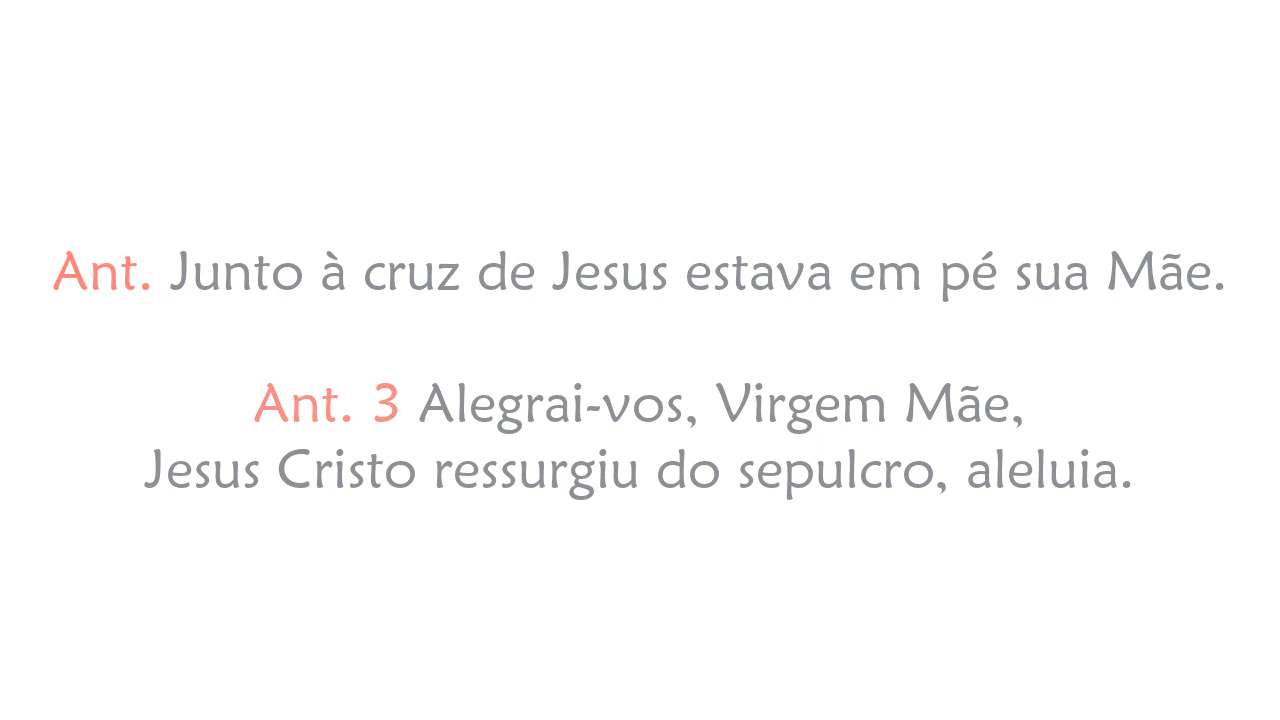 Ant. Junto à cruz de Jesus estava em pé sua Mãe.
Ant. 3 Alegrai-vos, Virgem Mãe,
Jesus Cristo ressurgiu do sepulcro, aleluia.